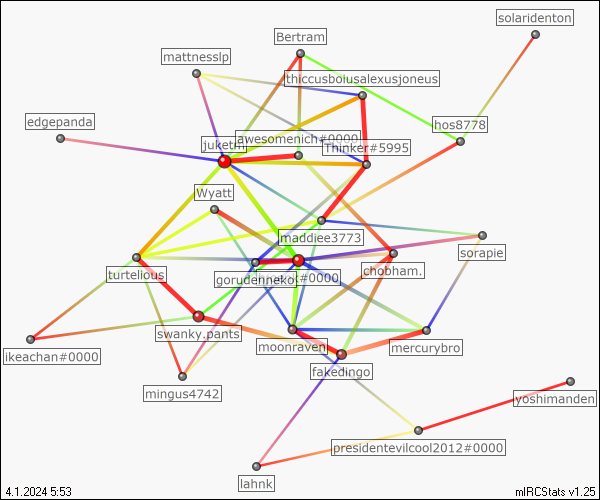 solaridenton
Bertram
mattnesslp
thiccusboiusalexusjoneus
edgepanda
hos8778
awesomenich#0000
juketm
Thinker#5995
Wyatt
maddiee3773
sorapie
turtelious
chobham.
gorudenneko
#0000
swanky.pants
moonraven
mercurybro
ikeachan#0000
fakedingo
mingus4742
yoshimanden
presidentevilcool2012#0000
lahnk
4.1.2024 5:53
mIRCStats v1.25